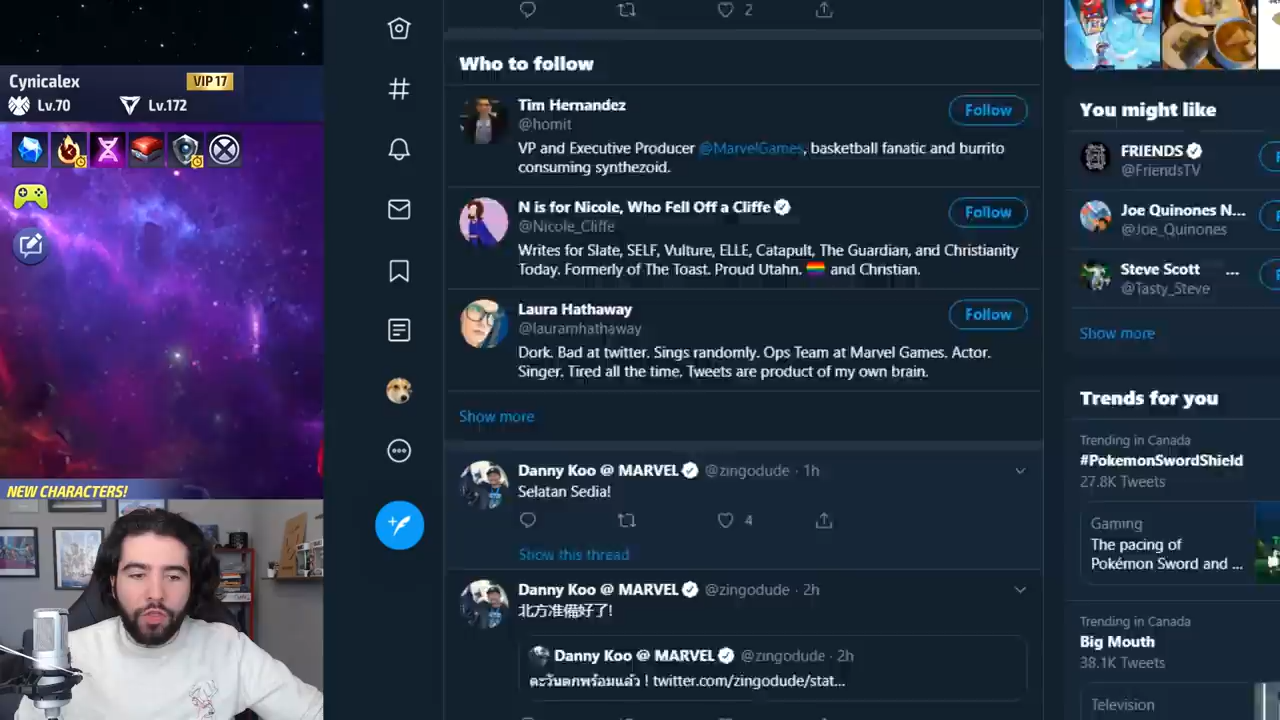 Cynicalex
VIP 17
Lv.70
Lv.172
NEW CHARACTERS!
2
Who to follow
Tim Hernandez
@homit
Follow
VP and Executive Producer @MarvelGames, basketball fanatic and burrito
consuming synthezoid.
N is for Nicole, Who Fell Off a Cliffe
@Nicole_Cliffe
Follow
Writes for Slate, SELF, Vulture, ELLE, Catapult, The Guardian, and Christianity
Today. Formerly of The Toast. Proud Utahn. 🏳️‍🌈 and Christian.
Laura Hathaway
@lauramhathaway
Follow
Dork. Bad at twitter. Sings randomly. Ops Team at Marvel Games. Actor.
Singer. Tired all the time. Tweets are product of my own brain.
Show more
Danny Koo @ MARVEL @zingodude · 1h
Selatan Sedia!
4
Show this thread
Danny Koo @ MARVEL @zingodude · 2h
北方准備好了!
Danny Koo @ MARVEL @zingodude · 2h
ตะวันตกพร้อมแล้ว ! twitter.com/zingodude/stat...
You might like
FRIENDS
@FriendsTV
Joe Quinones N...
@Joe_Quinones
Steve Scott ...
@Tasty_Steve
Show more
Trends for you
Trending in Canada
#PokemonSwordShield
27.8K Tweets
Gaming
The pacing of
Pokémon Sword and ...
Trending in Canada
Big Mouth
38.1K Tweets
Television